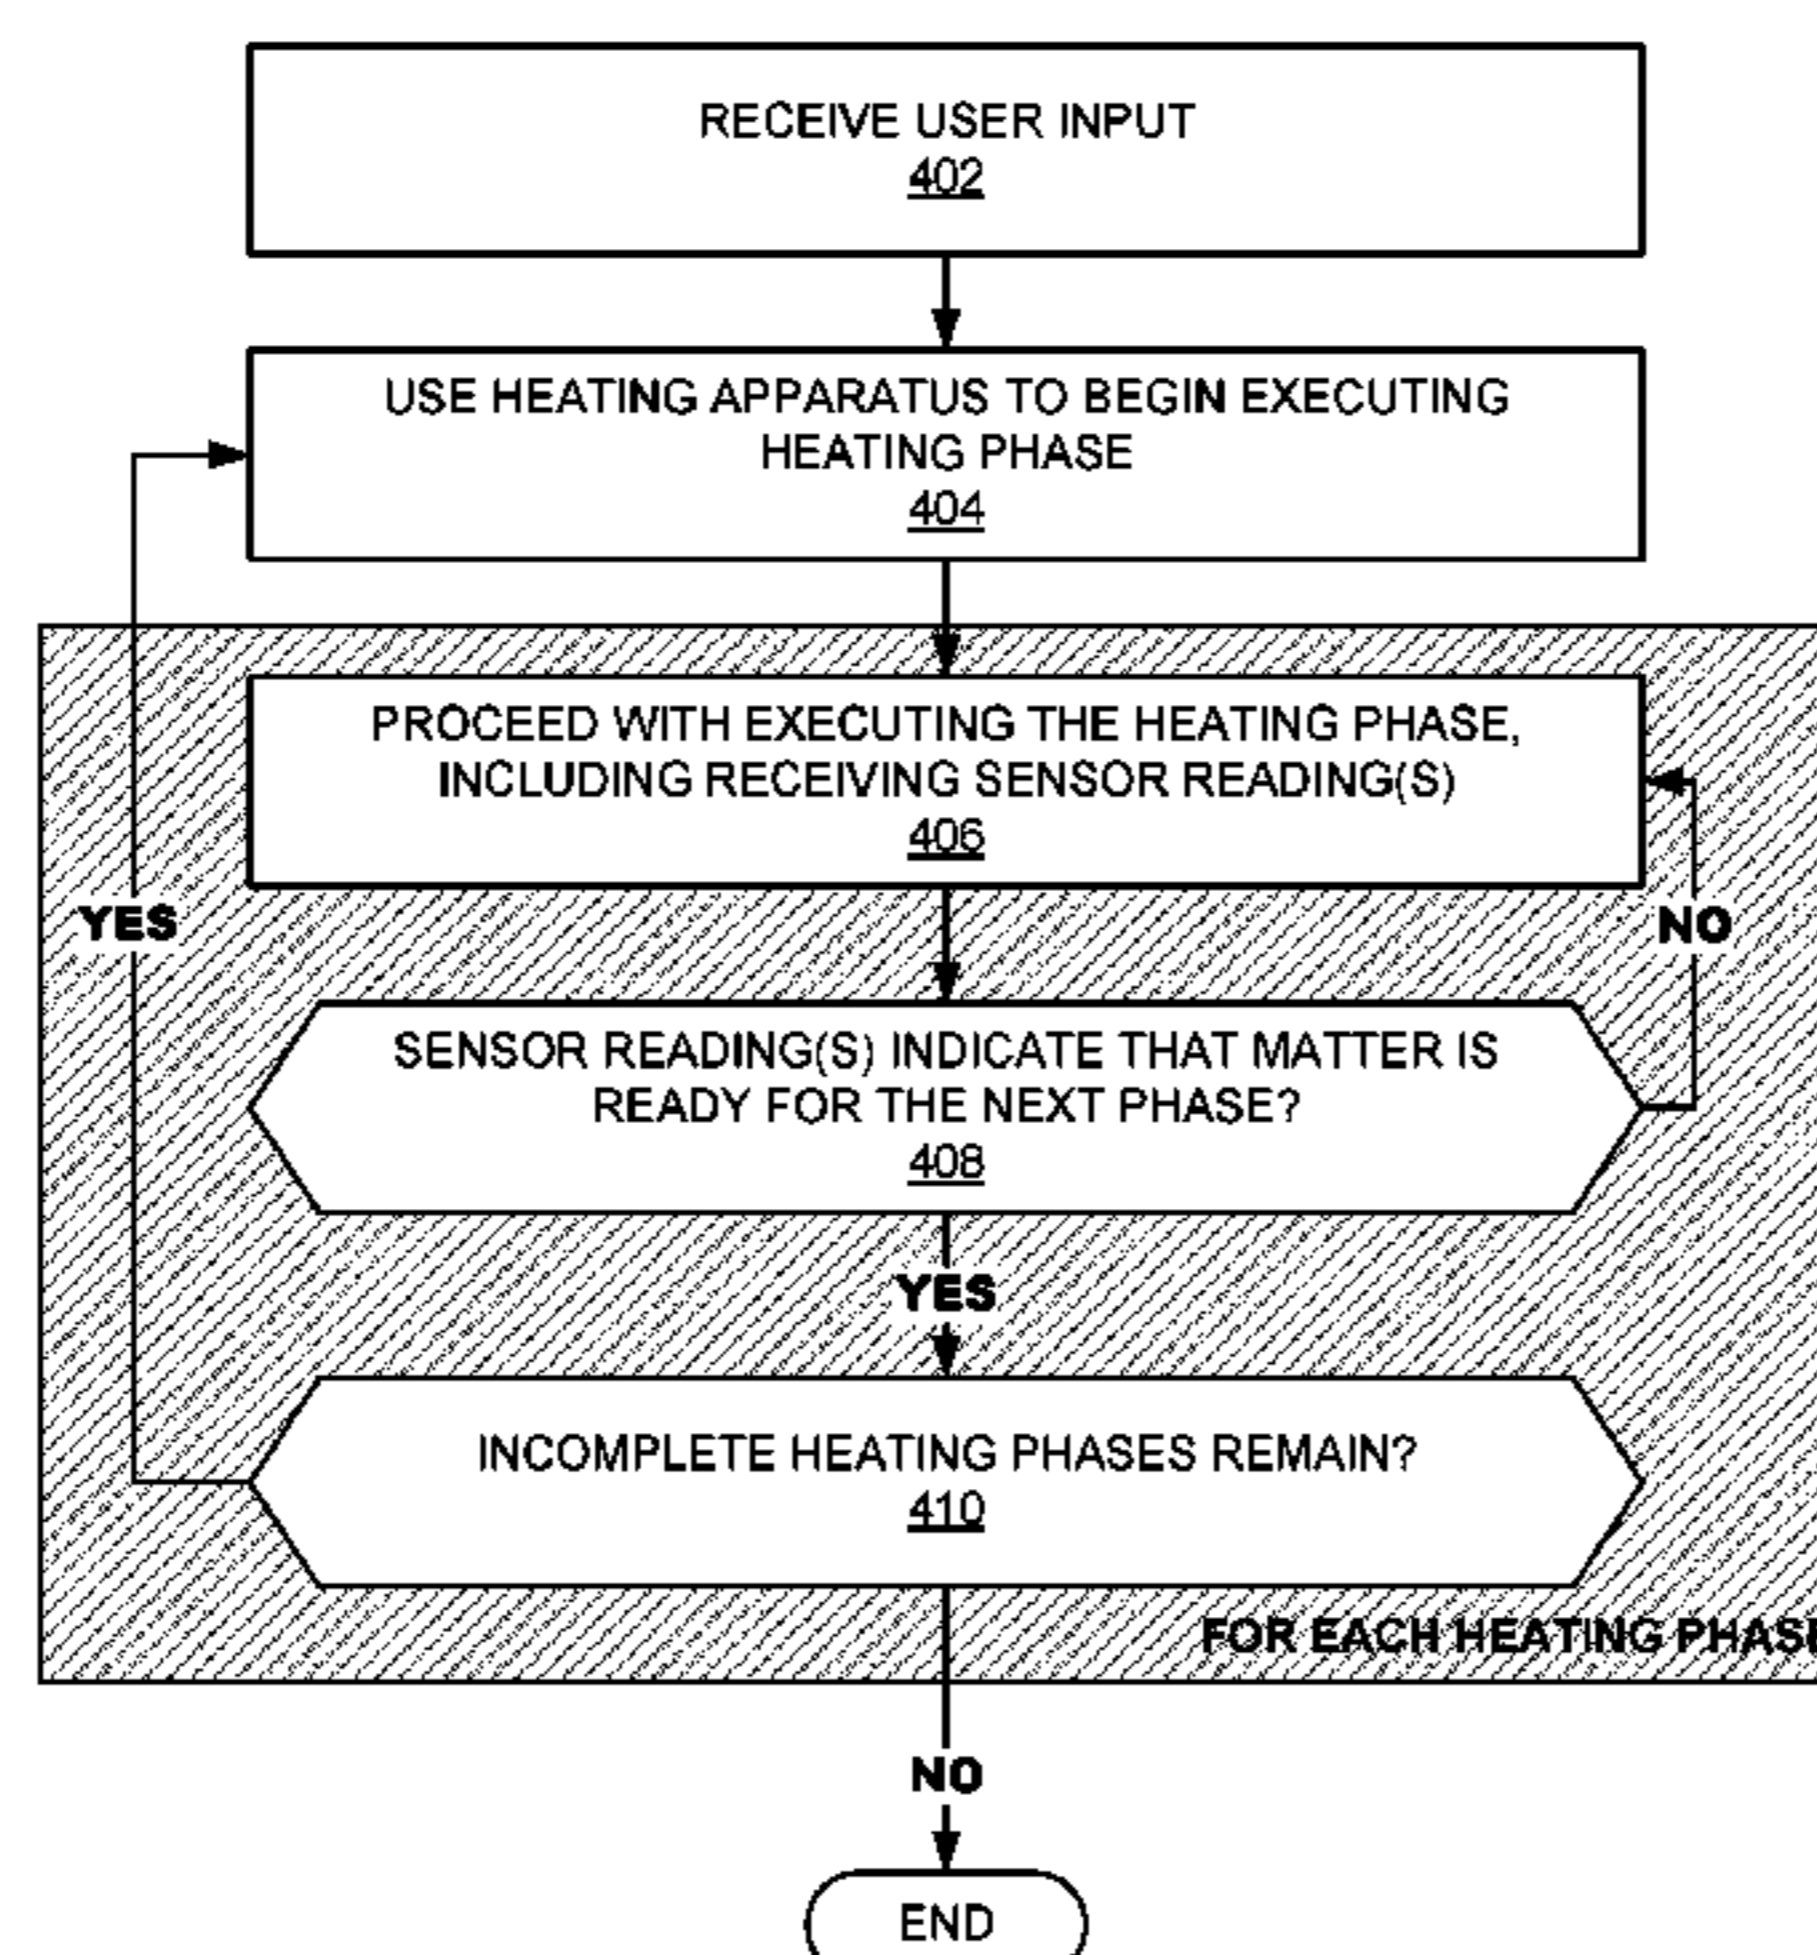 RECEIVE USER INPUT
402
USE HEATING APPARATUS TO BEGIN EXECUTING
HEATING PHASE
404
PROCEED WITH EXECUTING THE HEATING PHASE,
INCLUDING RECEIVING SENSOR READING(S)
406
YES
NO
SENSOR READING(S) INDICATE THAT MATTER IS
READY FOR THE NEXT PHASE?
408
YES
INCOMPLETE HEATING PHASES REMAIN?
410
FOR EACH HEATING PHASE
NO
END